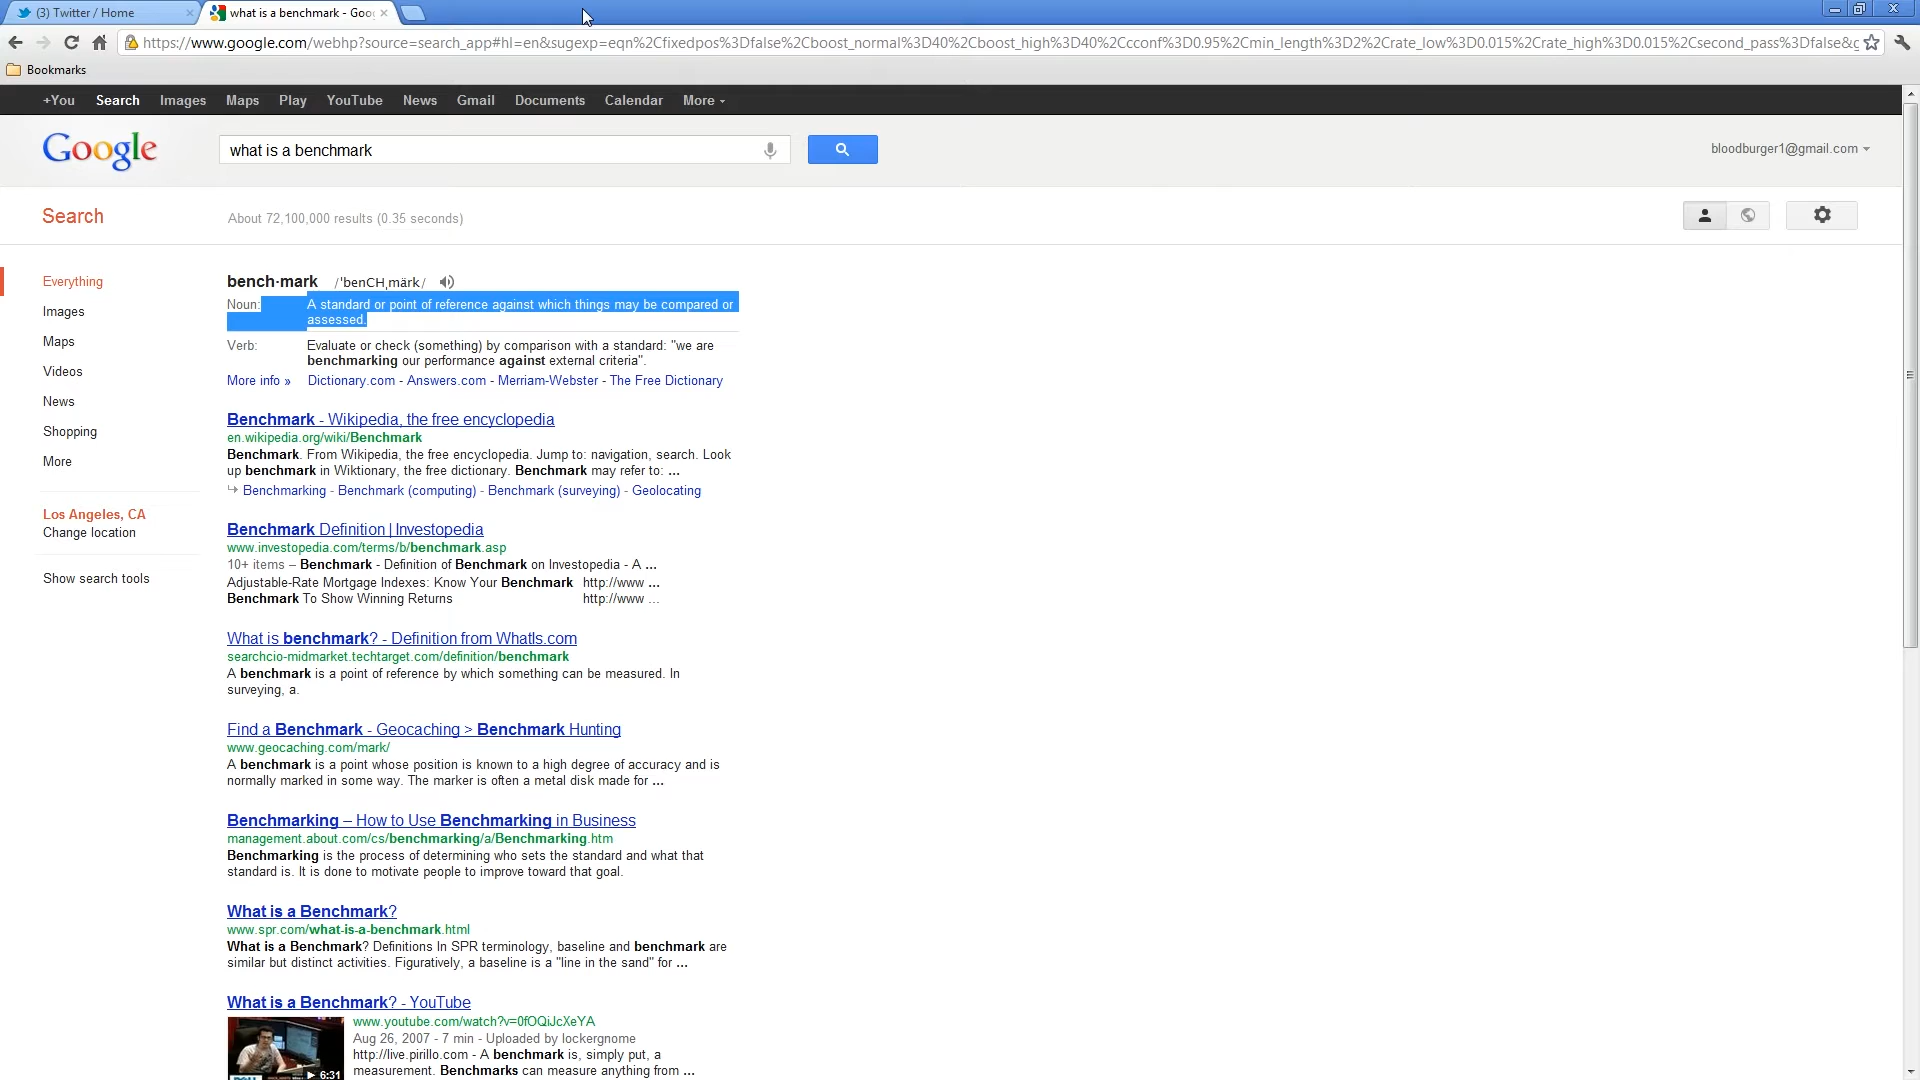 (3) Twitter / Home
what is a benchmark - Goo
https://www.google.com/webhp?source=search_app#hl=en&sugexp=eqn%2Cfixedpos%3Dfalse%2Cboost_normal%3D40%2Cboost_high%3D40%2Cconf%3D0.95%2Cmin_length%3D2%2Crate_low%3D0.015%2Crate_high%3D0.015%2Csecond_pass%3Dfalse&g
Bookmarks
+You Search Images Maps Play YouTube News Gmail Documents Calendar More
Google
what is a benchmark
bloodburger1@gmail.com
Search
About 72,100,000 results (0.35 seconds)
Everything
Images
Maps
Videos
News
Shopping
More
Los Angeles, CA
Change location
Show search tools
bench·mark /ˈbenCHˌmärk/
Noun: A standard or point of reference against which things may be compared or
assessed.
Verb: Evaluate or check (something) by comparison with a standard: "we are
benchmarking our performance against external criteria".
More info » Dictionary.com - Answers.com - Merriam-Webster - The Free Dictionary
Benchmark - Wikipedia, the free encyclopedia
en.wikipedia.org/wiki/Benchmark
Benchmark. From Wikipedia, the free encyclopedia. Jump to: navigation, search. Look
up benchmark in Wiktionary, the free dictionary. Benchmark may refer to: ...
Benchmarking - Benchmark (computing) - Benchmark (surveying) - Geolocating
Benchmark Definition | Investopedia
www.investopedia.com/terms/b/benchmark.asp
10+ items – Benchmark - Definition of Benchmark on Investopedia - A ...
Adjustable-Rate Mortgage Indexes: Know Your Benchmark http://www ...
Benchmark To Show Winning Returns http://www ...
What is benchmark? - Definition from WhatIs.com
searchcio-midmarket.techtarget.com/definition/benchmark
A benchmark is a point of reference by which something can be measured. In
surveying, a.
Find a Benchmark - Geocaching > Benchmark Hunting
www.geocaching.com/mark/
A benchmark is a point whose position is known to a high degree of accuracy and is
normally marked in some way. The marker is often a metal disk made for ...
Benchmarking – How to Use Benchmarking in Business
management.about.com/cs/benchmarking/a/Benchmarking.htm
Benchmarking is the process of determining who sets the standard and what that
standard is. It is done to motivate people to improve toward that goal.
What is a Benchmark?
www.spr.com/what-is-a-benchmark.html
What is a Benchmark? Definitions In SPR terminology, baseline and benchmark are
similar but distinct activities. Figuratively, a baseline is a "line in the sand" for ...
What is a Benchmark? - YouTube
www.youtube.com/watch?v=0fOQiJcXeYA
Aug 26, 2007 - 7 min - Uploaded by lockergnome
http://live.pirillo.com - A benchmark is, simply put, a
measurement. Benchmarks can measure anything from ...
6:31